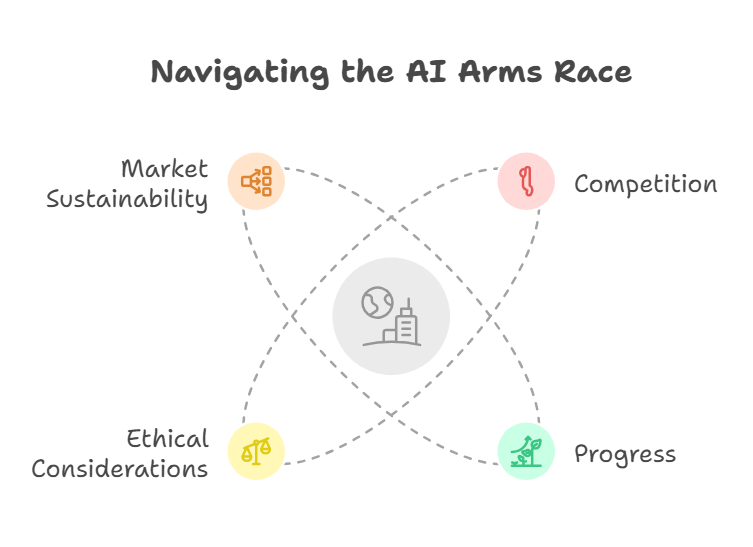 Navigating the AI Arms Race
Market
Sustainability
Competition
Ethical
Considerations
Progress